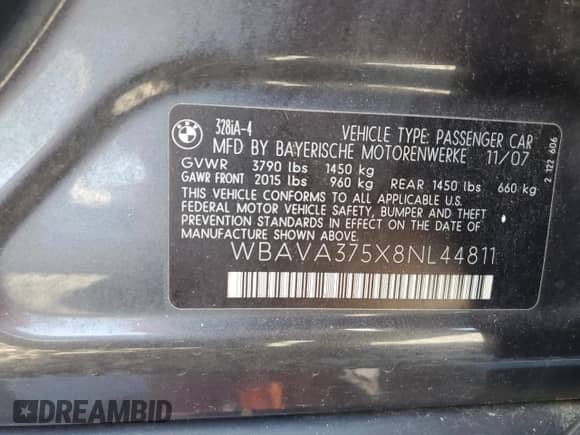 BMW
328iA-4
VEHICLE TYPE: PASSENGER CAR
MFD BY BAYERISCHE MOTORENWERKE 11/07
GVWR 3790 lbs 1450 kg
GAWR FRONT 2015 lbs 960 kg REAR 1450 lbs 660 kg
THIS VEHICLE CONFORMS TO ALL APPLICABLE U.S.
FEDERAL MOTOR VEHICLE SAFETY, BUMPER AND THEFT
PREVENTION STANDARDS IN EFFECT ON THE DATE OF
MANUFACTURE SHOWN ABOVE.
WBAVA375X8NL44811
2 122 606
DREAMBID